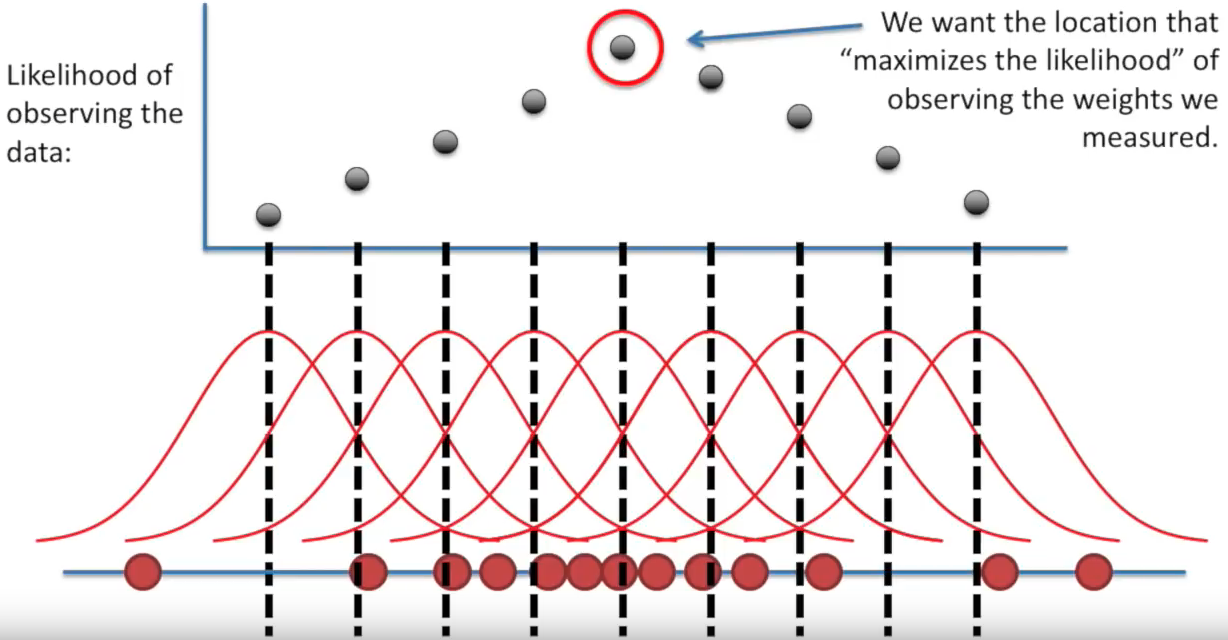 Likelihood of
observing the
data:
We want the location that
“maximizes the likelihood” of
observing the weights we
measured.